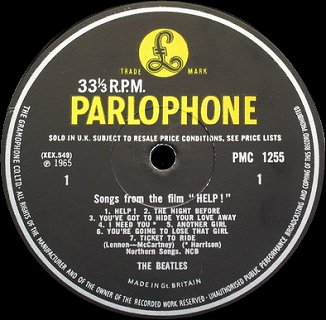 £
TRADE MARK
33⅓ R.P.M.
PARLOPHONE
SOLD IN U.K. SUBJECT TO RESALE PRICE CONDITIONS, SEE PRICE LISTS
(XEX.549)
℗ 1965
PMC 1255
1
1
Songs from the film "HELP!"
1. HELP! 2. THE NIGHT BEFORE
3. YOU'VE GOT TO HIDE YOUR LOVE AWAY
4. I NEED YOU * 5. ANOTHER GIRL
6. YOU'RE GOING TO LOSE THAT GIRL
7. TICKET TO RIDE
(Lennon—McCartney) (* Harrison)
Northern Songs. NCB
THE BEATLES
MADE IN GT. BRITAIN
THE GRAMOPHONE CO. LTD. ALL RIGHTS OF THE MANUFACTURER AND OF THE OWNER OF THE RECORDED WORK RESERVED · UNAUTHORISED PUBLIC PERFORMANCE BROADCASTING AND COPYING OF THIS RECORD PROHIBITED